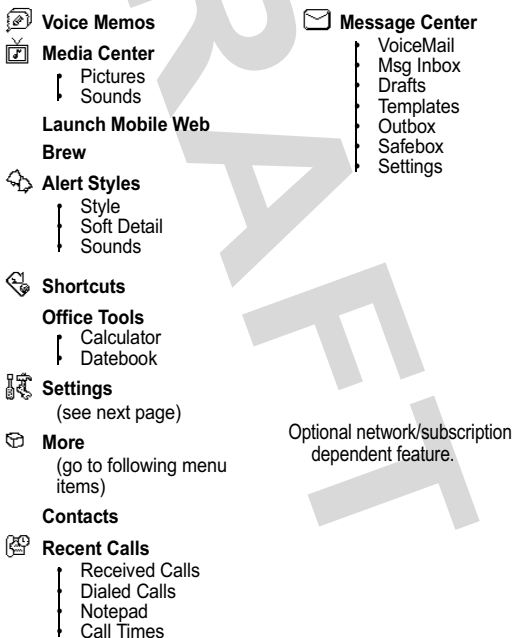 Voice Memos
Media Center
• Pictures
• Sounds
Launch Mobile Web
Brew
Alert Styles
• Style
• Soft Detail
• Sounds
Shortcuts
Office Tools
• Calculator
• Datebook
Settings
(see next page)
More
(go to following menu
items)
Contacts
Recent Calls
• Received Calls
• Dialed Calls
• Notepad
• Call Times
Message Center
• VoiceMail
• Msg Inbox
• Drafts
• Templates
• Outbox
• Safebox
• Settings
Optional network/subscription
dependent feature.
RAFT